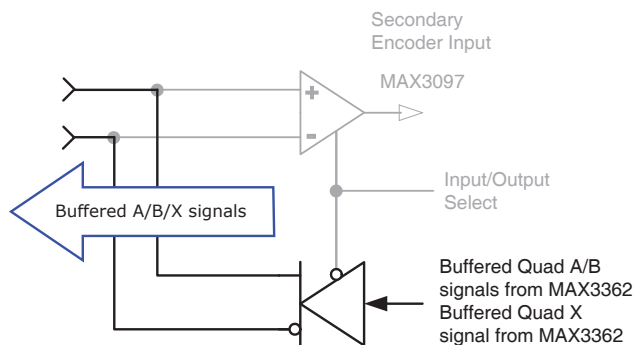 Secondary
Encoder Input
MAX3097
+
-
Input/Output
Select
Buffered A/B/X signals
Buffered Quad A/B
signals from MAX3362
Buffered Quad X
signal from MAX3362